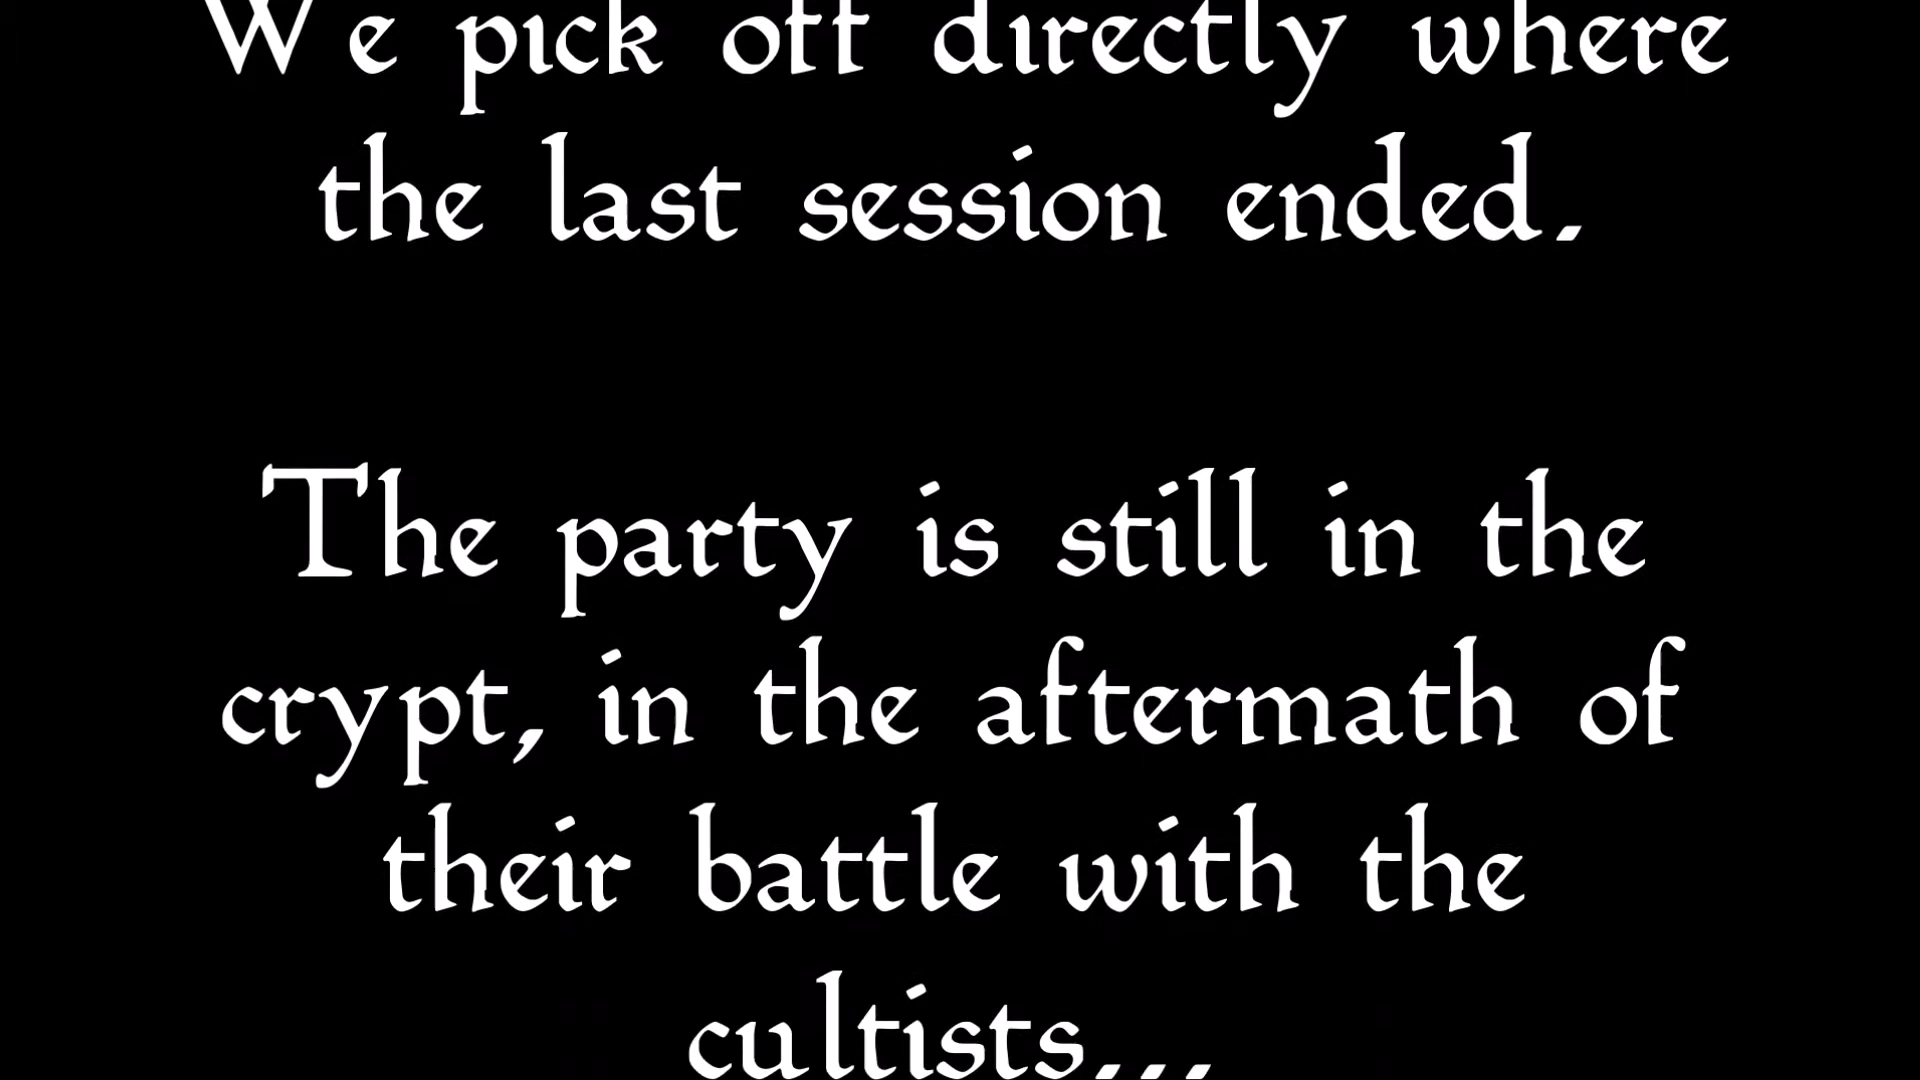 We pick off directly where
the last session ended.
The party is still in the
crypt, in the aftermath of
their battle with the
cultists...